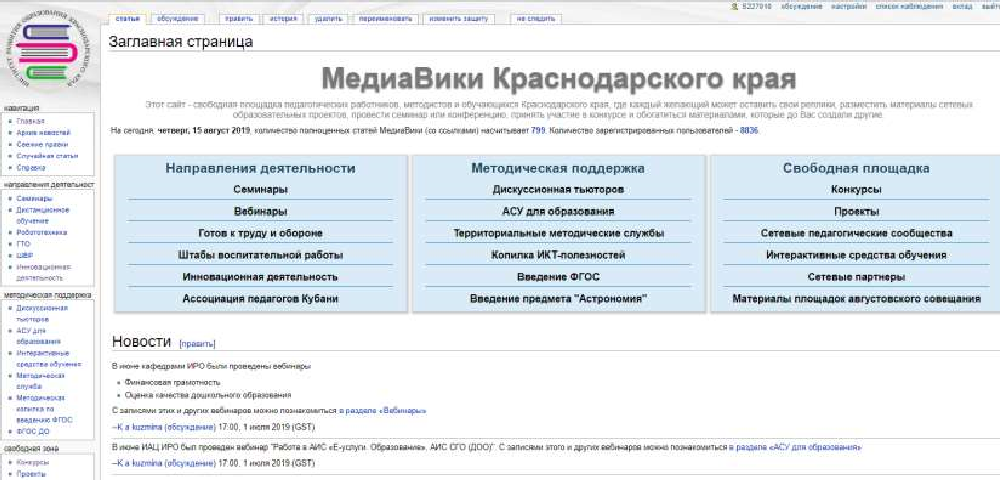 S227010 обсуждение настройки список наблюдения вклад
статья обсуждение править история удалить переименовать изменить защиту не следить
Заглавная страница
МедиаВики Краснодарского края
Этот сайт - свободная площадка педагогических работников, методистов и обучающихся Краснодарского края, где каждый желающий может оставить свои реплики, разместить материалы сетевых
образовательных проектов, провести семинар или конференцию, принять участие в конкурсе и обогатиться материалами, которые до Вас создали другие.
На сегодня, четверг, 15 август 2019, количество полноценных статей МедиаВики (со ссылками) насчитывает 799. Количество зарегистрированных пользователей - 8836.
навигация
Главная
Архив новостей
Свежие правки
Случайная статья
Справка
направления деятельност
Семинары
Дистанционное
обучение
Робототехника
ГТО
ШВР
Инновационная
деятельность
методическая поддержка
Дискуссионная
тьюторов
АСУ для
образования
Интерактивные
средства обучения
Методическая
служба
Методическая
копилка по
введению ФГОС
ФГОС ДО
свободная зона
Конкурсы
Проекты
Направления деятельности
Семинары
Вебинары
Готов к труду и обороне
Штабы воспитательной работы
Инновационная деятельность
Ассоциация педагогов Кубани
Методическая поддержка
Дискуссионная тьюторов
АСУ для образования
Территориальные методические службы
Копилка ИКТ-полезностей
Введение ФГОС
Введение предмета "Астрономия"
Свободная площадка
Конкурсы
Проекты
Сетевые педагогические сообщества
Интерактивные средства обучения
Сетевые партнеры
Материалы площадок августовского совещания
Новости [править]
В июне кафедрами ИРО были проведены вебинары
Финансовая грамотность
Оценка качества дошкольного образования
С записями этих и других вебинаров можно познакомиться в разделе «Вебинары»
--K a kuzmina (обсуждение) 17:00, 1 июля 2019 (GST)
В июне ИАЦ ИРО был проведен вебинар "Работа в АИС «Е-услуги. Образование», АИС СГО (ДОО)". С записями этого и других вебинаров можно познакомиться в разделе «АСУ для образования»
--K a kuzmina (обсуждение) 17:00, 1 июля 2019 (GST)